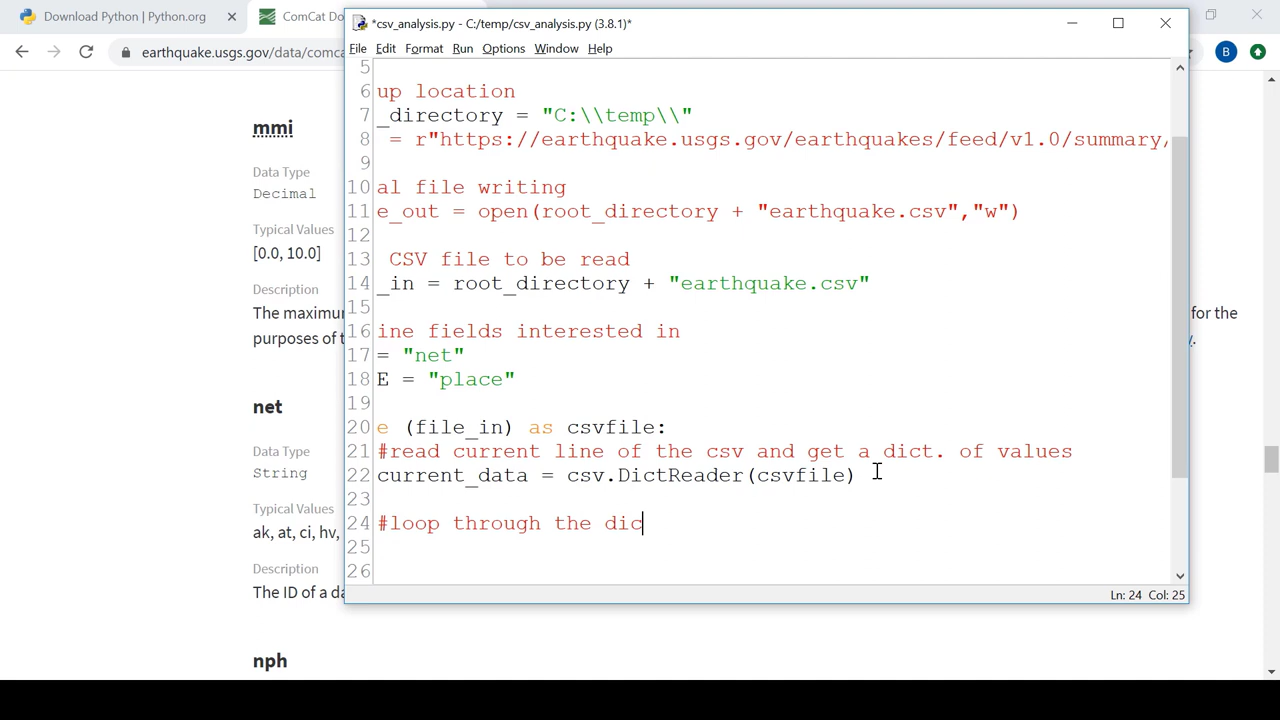 Download Python | Python.org
ComCat Do
earthquake.usgs.gov/data/comca
B
*csv_analysis.py - C:/temp/csv_analysis.py (3.8.1)*
File Edit Format Run Options Window Help
5
6 up location
7 _directory = "C:\\temp\\"
8 = r"https://earthquake.usgs.gov/earthquakes/feed/v1.0/summary/
9
10 al file writing
11 e_out = open(root_directory + "earthquake.csv","w")
12
13 CSV file to be read
14 _in = root_directory + "earthquake.csv"
15
16 ine fields interested in
17 = "net"
18 E = "place"
19
20 e (file_in) as csvfile:
21 #read current line of the csv and get a dict. of values
22 current_data = csv.DictReader(csvfile)
23
24 #loop through the dic
25
26
Ln: 24 Col: 25
mmi
Data Type
Decimal
Typical Values
[0.0, 10.0]
Description
The maximum
for the
purposes of t
net
Data Type
String
Typical Values
ak, at, ci, hv,
Description
The ID of a da
nph